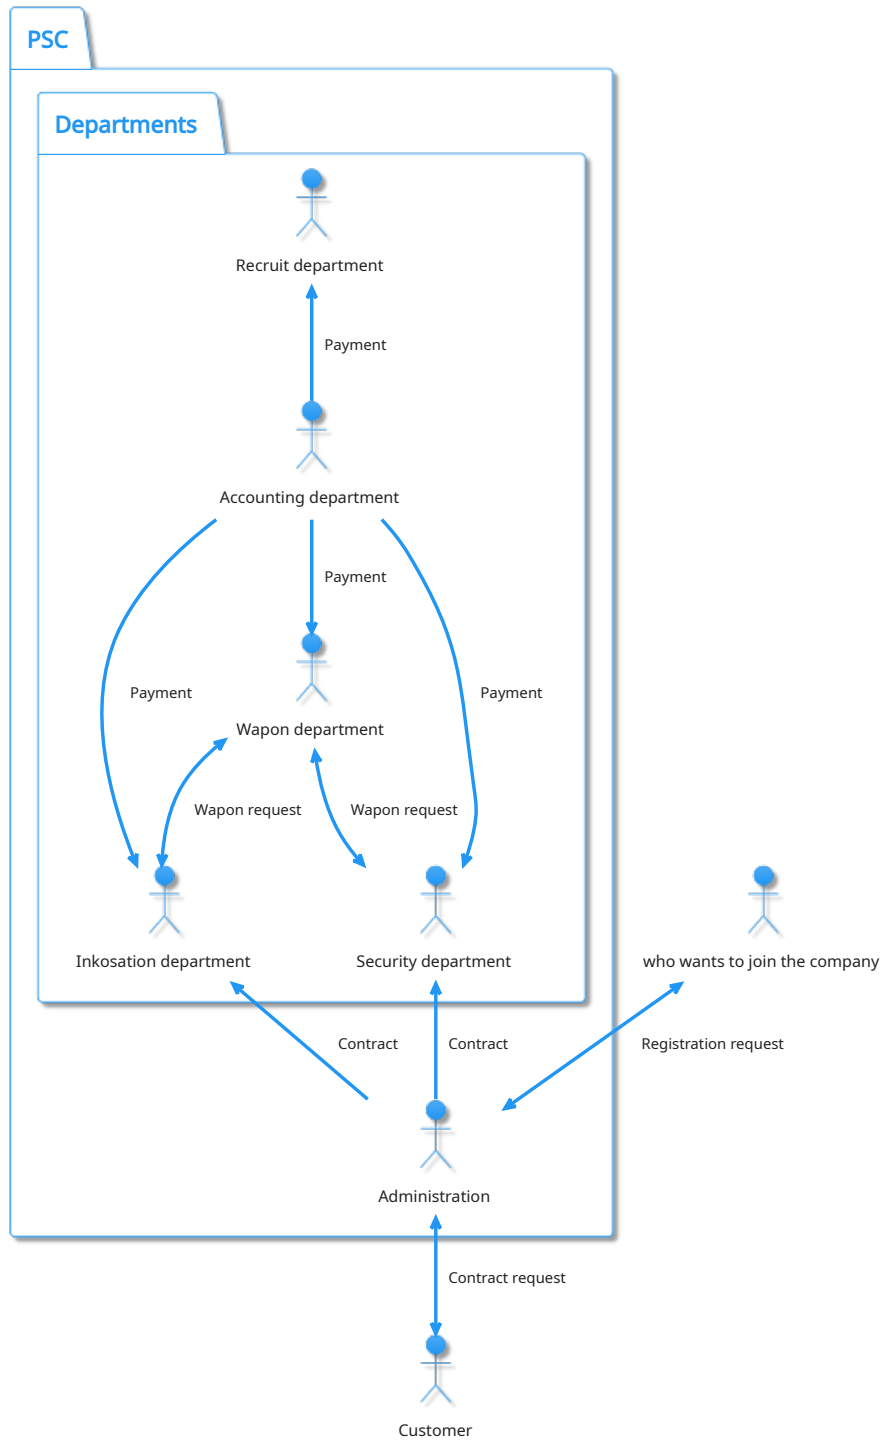 PSC
Departments
Recruit department
Payment
Accounting department
Payment
Payment
Payment
Wapon department
Wapon request
Wapon request
Inkosation department
Security department
who wants to join the company
Contract
Contract
Registration request
Administration
Contract request
Customer